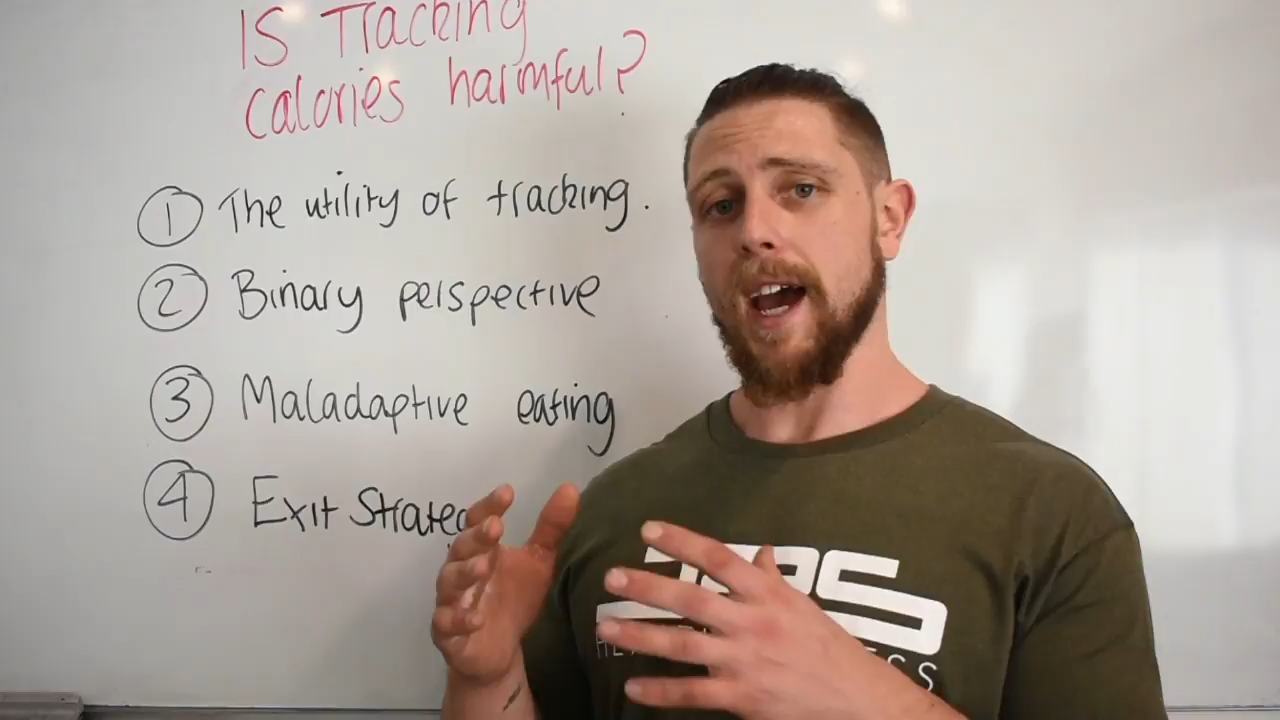 IS Tracking
calories harmful?
1 The utility of tracking.
2 Binary perspective
3 Maladaptive eating
4 Exit